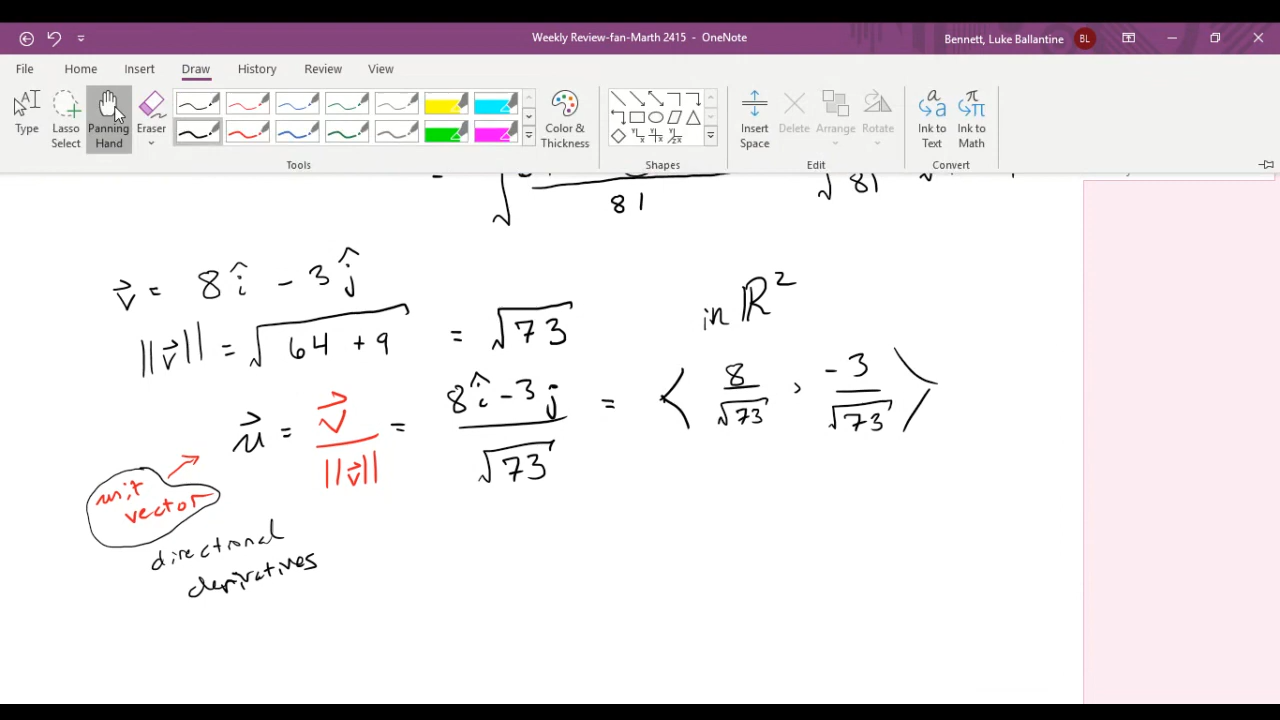 Weekly Review-fan-Marth 2415 - OneNote
Bennett, Luke Ballantine BL
File Home Insert Draw History Review View
Type
Lasso Select
Panning Hand
Eraser
Color & Thickness
Insert Space
Delete
Arrange
Rotate
Ink to Text
Ink to Math
Tools
Shapes
Edit
Convert
= √ 81 √81
v⃗ = 8î - 3ĵ
in ℝ²
||v⃗|| = √(64 + 9) = √73
u⃗ = v⃗/||v⃗|| = (8î - 3j)/√73 = ⟨ 8/√73 , -3/√73 ⟩
unit
vector
directional
derivatives